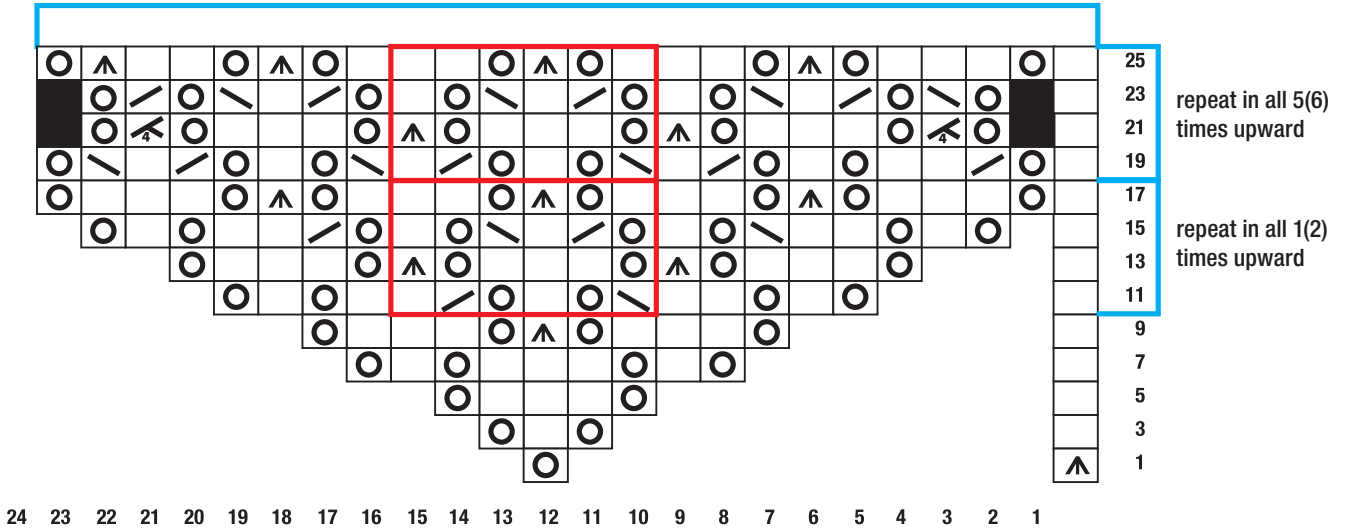 25
23
repeat in all 5(6)
times upward
4 4 21
19
17
15
repeat in all 1(2)
times upward
13
11
9
7
5
3
1
24 23 22 21 20 19 18 17 16 15 14 13 12 11 10 9 8 7 6 5 4 3 2 1